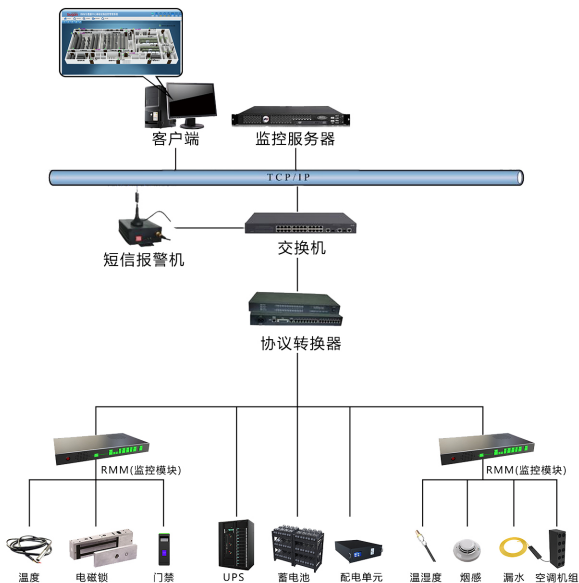 客户端
监控服务器
TCP/IP
短信报警机
交换机
协议转换器
RMM(监控模块)
RMM(监控模块)
温度
电磁锁
门禁
UPS
蓄电池
配电单元
温湿度
烟感
漏水
空调机组